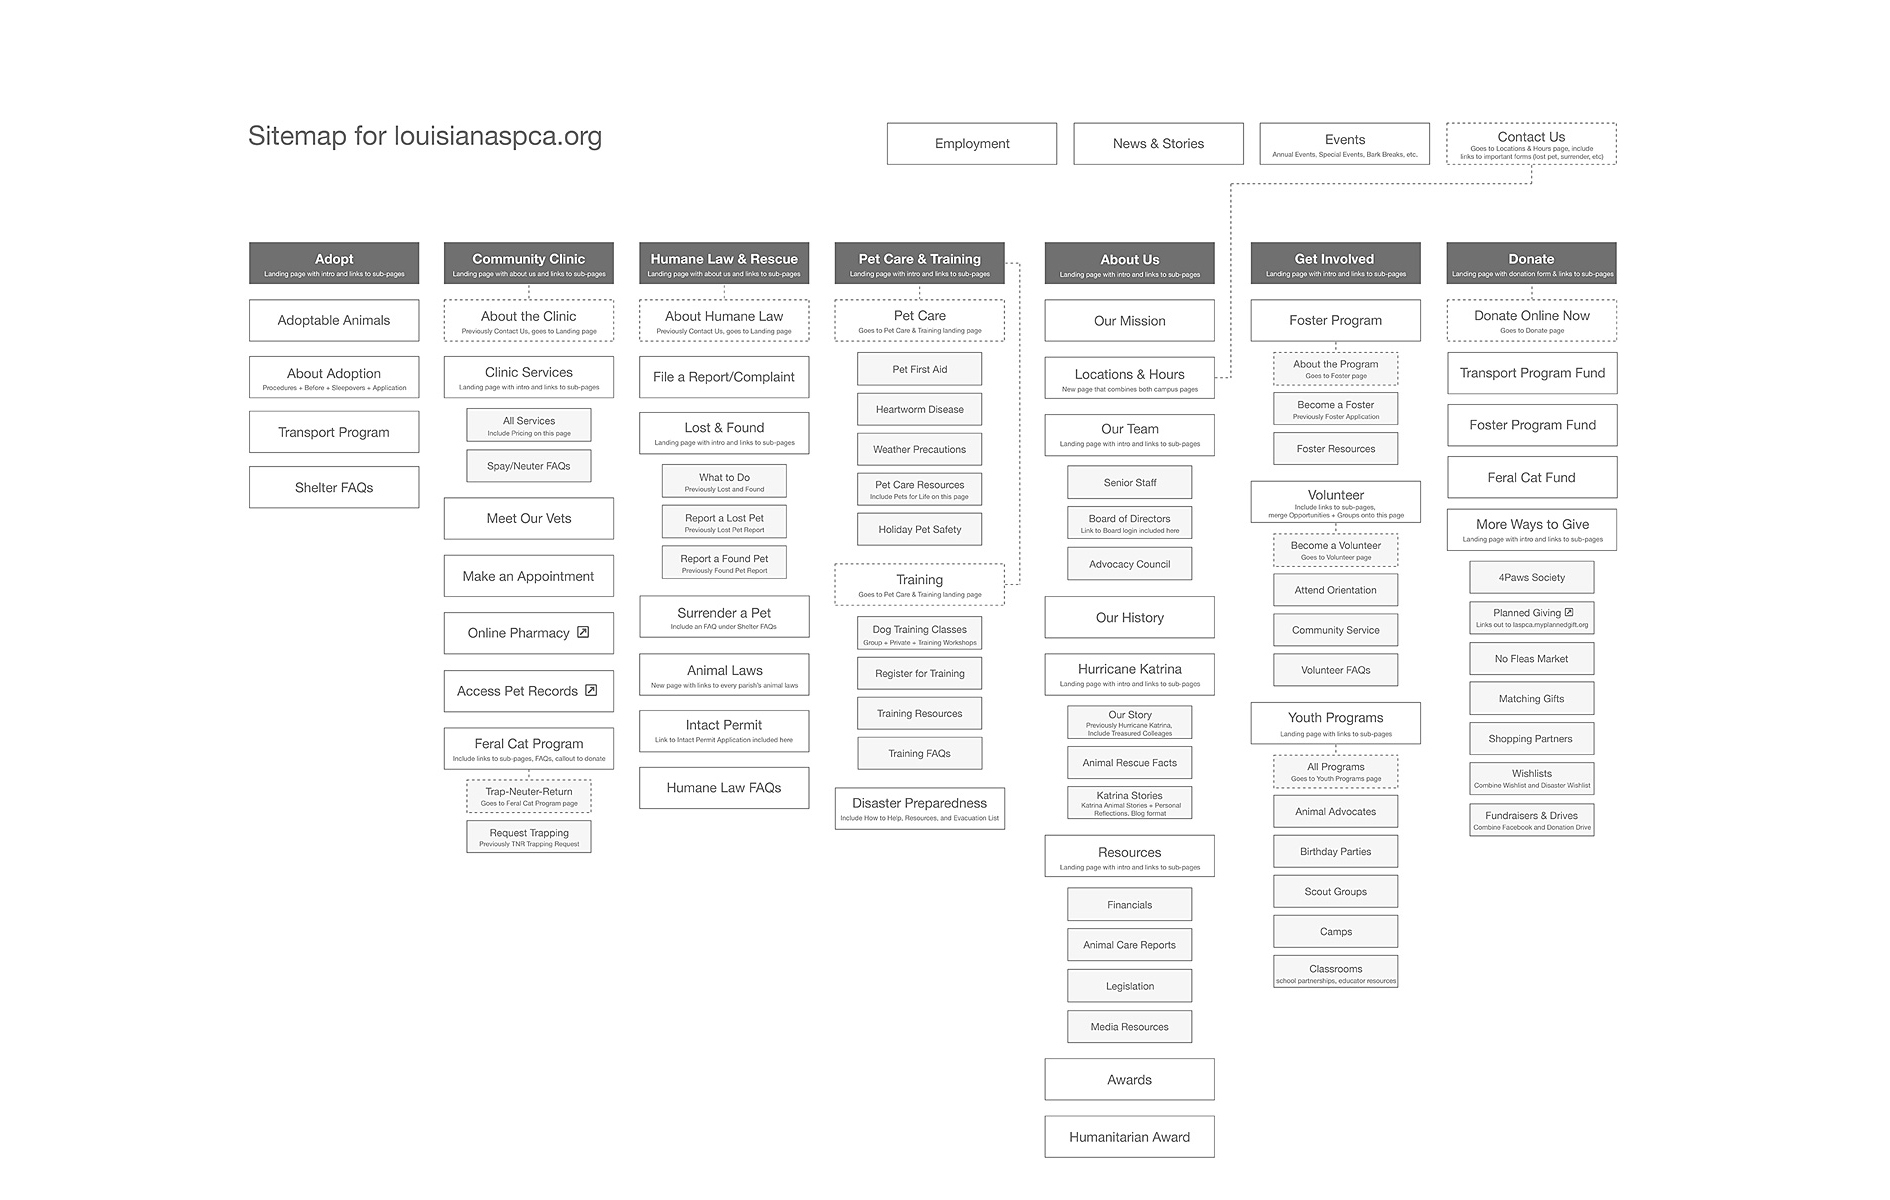 Sitemap for louisianaspca.org
Employment
News & Stories
Events
Annual Events, Special Events, Bark Breaks, etc.
Contact Us
Goes to Locations & Hours page, include
links to important forms (lost pet, surrender, etc)
Adopt
Landing page with intro and links to sub-pages
Adoptable Animals
About Adoption
Procedures + Before + Sleepovers + Application
Transport Program
Shelter FAQs
Community Clinic
Landing page with about us and links to sub-pages
About the Clinic
Previously Contact Us, goes to Landing page
Clinic Services
Landing page with intro and links to sub-pages
All Services
Include Pricing on this page
Spay/Neuter FAQs
Meet Our Vets
Make an Appointment
Online Pharmacy
Access Pet Records
Feral Cat Program
Include links to sub-pages, FAQs, callout to donate
Trap-Neuter-Return
Goes to Feral Cat Program page
Request Trapping
Previously TNR Trapping Request
Humane Law & Rescue
Landing page with about us and links to sub-pages
About Humane Law
Previously Contact Us, goes to Landing page
File a Report/Complaint
Lost & Found
Landing page with intro and links to sub-pages
What to Do
Previously Lost and Found
Report a Lost Pet
Previously Lost Pet Report
Report a Found Pet
Previously Found Pet Report
Surrender a Pet
Include an FAQ under Shelter FAQs
Animal Laws
New page with links to every parish's animal laws
Intact Permit
Link to Intact Permit Application included here
Humane Law FAQs
Pet Care & Training
Landing page with intro and links to sub-pages
Pet Care
Goes to Pet Care & Training landing page
Pet First Aid
Heartworm Disease
Weather Precautions
Pet Care Resources
Include Pets for Life on this page
Holiday Pet Safety
Training
Goes to Pet Care & Training landing page
Dog Training Classes
Group + Private + Training Workshops
Register for Training
Training Resources
Training FAQs
Disaster Preparedness
Include How to Help, Resources, and Evacuation List
About Us
Landing page with intro and links to sub-pages
Our Mission
Locations & Hours
New page that combines both campus pages
Our Team
Landing page with intro and links to sub-pages
Senior Staff
Board of Directors
Link to Board login included here
Advocacy Council
Our History
Hurricane Katrina
Landing page with intro and links to sub-pages
Our Story
Previously Hurricane Katrina,
Include Treasured Colleages
Animal Rescue Facts
Katrina Stories
Katrina Animal Stories + Personal
Reflections. Blog format
Resources
Landing page with intro and links to sub-pages
Financials
Animal Care Reports
Legislation
Media Resources
Awards
Humanitarian Award
Get Involved
Landing page with intro and links to sub-pages
Foster Program
About the Program
Goes to Foster page
Become a Foster
Previously Foster Application
Foster Resources
Volunteer
Include links to sub-pages,
merge Opportunities + Groups onto this page
Become a Volunteer
Goes to Volunteer page
Attend Orientation
Community Service
Volunteer FAQs
Youth Programs
Landing page with links to sub-pages
All Programs
Goes to Youth Programs page
Animal Advocates
Birthday Parties
Scout Groups
Camps
Classrooms
school partnerships, educator resources
Donate
Landing page with donation form & links to sub-pages
Donate Online Now
Goes to Donate page
Transport Program Fund
Foster Program Fund
Feral Cat Fund
More Ways to Give
Landing page with intro and links to sub-pages
4Paws Society
Planned Giving
Links out to laspca.myplannedgift.org
No Fleas Market
Matching Gifts
Shopping Partners
Wishlists
Combine Wishlist and Disaster Wishlist
Fundraisers & Drives
Combine Facebook and Donation Drive